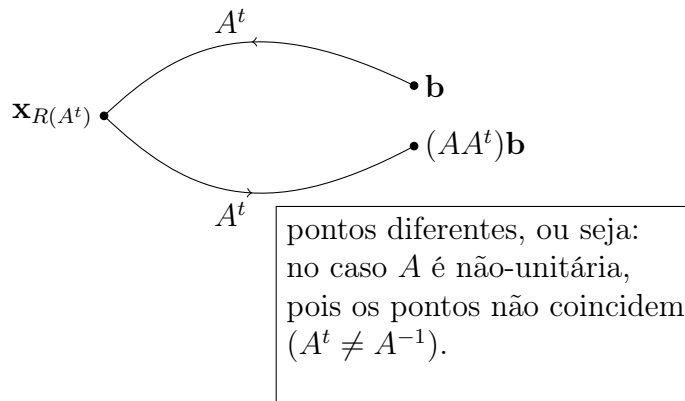 A^t
b
x_{R(A^t)}
(AA^t)b
A^t
pontos diferentes, ou seja:
no caso A é não-unitária,
pois os pontos não coincidem
(A^t ≠ A^{-1}).